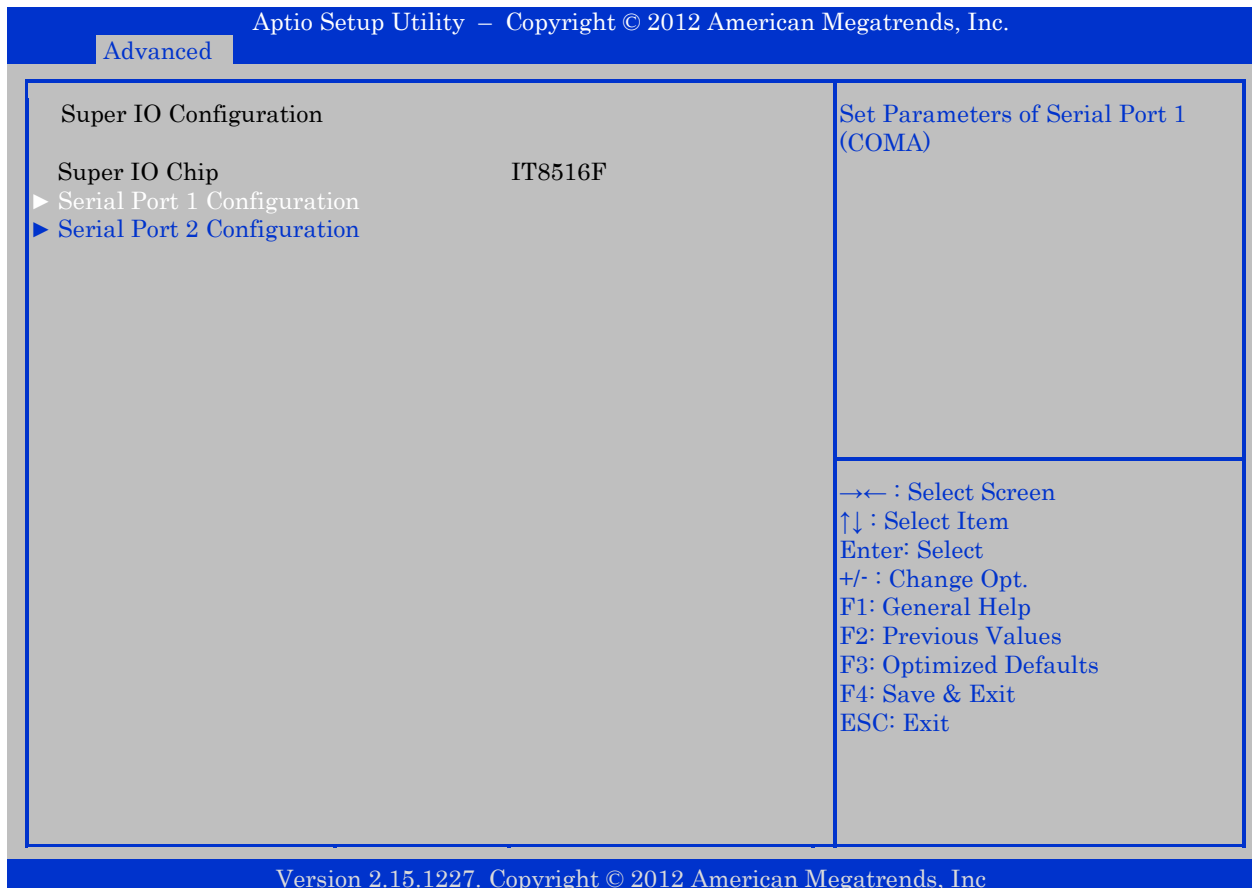 Aptio Setup Utility – Copyright © 2012 American Megatrends, Inc.
Advanced
Super IO Configuration
Super IO Chip IT8516F
► Serial Port 1 Configuration
► Serial Port 2 Configuration
Set Parameters of Serial Port 1
(COMA)
→← : Select Screen
↑↓ : Select Item
Enter: Select
+/- : Change Opt.
F1: General Help
F2: Previous Values
F3: Optimized Defaults
F4: Save & Exit
ESC: Exit
Version 2.15.1227. Copyright © 2012 American Megatrends, Inc